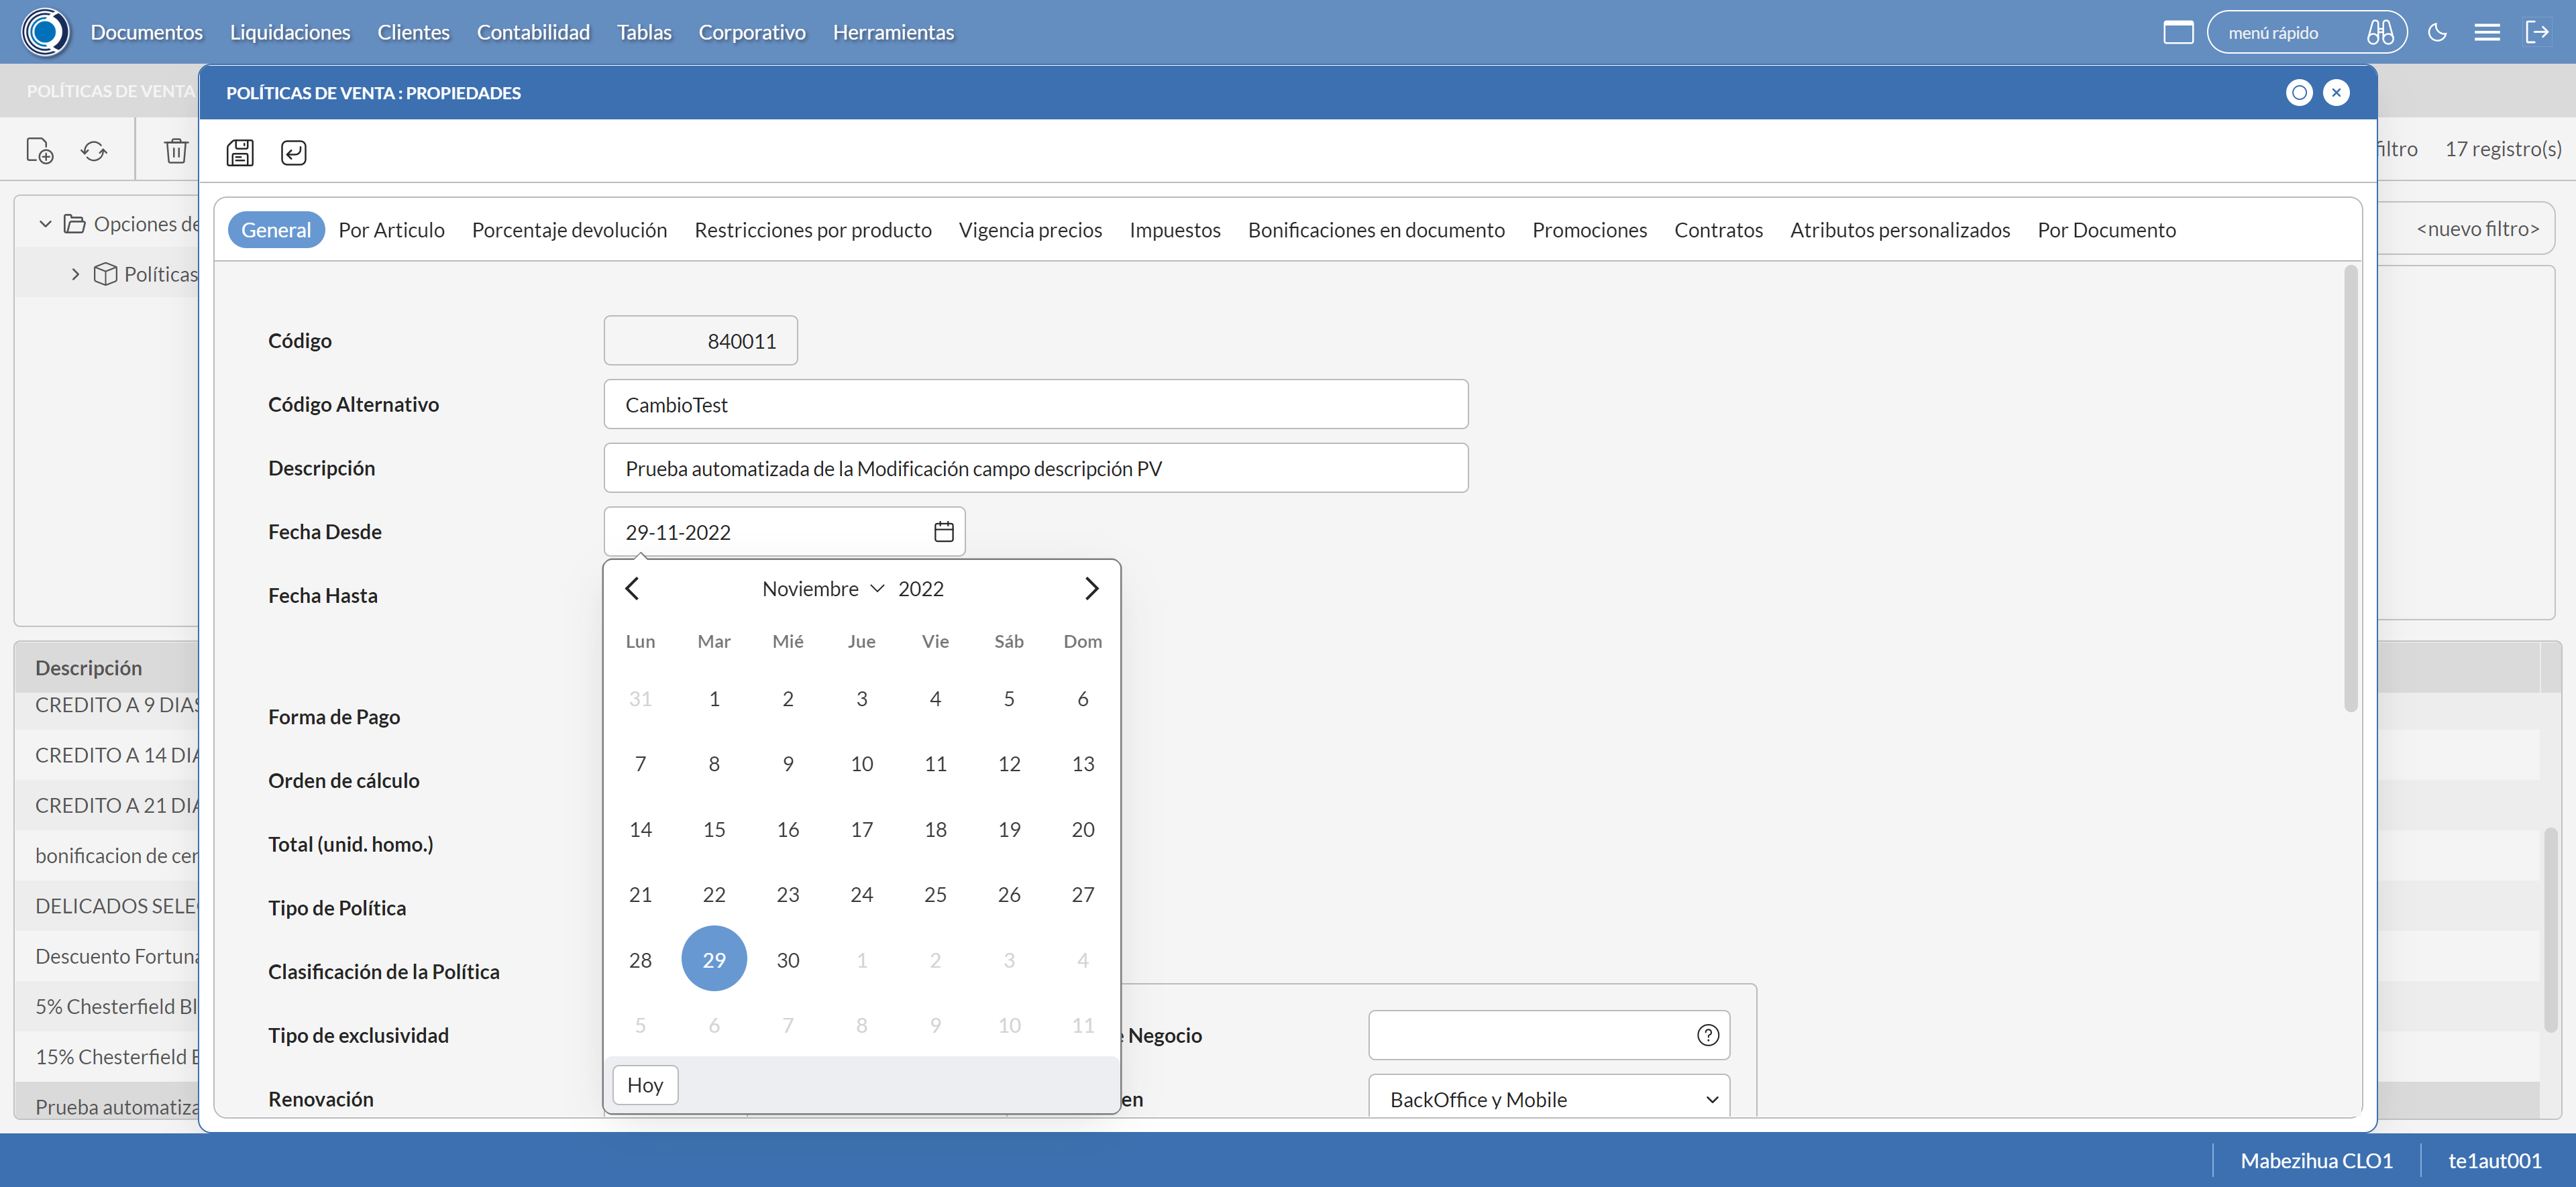 Documentos Liquidaciones Clientes Contabilidad Tablas Corporativo Herramientas menú rápido
POLÍTICAS DE VENTA
POLÍTICAS DE VENTA : PROPIEDADES
filtro 17 registro(s)
Opciones de
Políticas
<nuevo filtro>
General Por Articulo Porcentaje devolución Restricciones por producto Vigencia precios Impuestos Bonificaciones en documento Promociones Contratos Atributos personalizados Por Documento
Código 840011
Código Alternativo CambioTest
Descripción Prueba automatizada de la Modificación campo descripción PV
Fecha Desde 29-11-2022
Fecha Hasta
Noviembre 2022
Lun Mar Mié Jue Vie Sáb Dom
31 1 2 3 4 5 6
7 8 9 10 11 12 13
14 15 16 17 18 19 20
21 22 23 24 25 26 27
28 29 30 1 2 3 4
5 6 7 8 9 10 11
Hoy
Forma de Pago
Orden de cálculo
Total (unid. homo.)
Tipo de Política
Clasificación de la Política
Tipo de exclusividad
Negocio
Renovación
en
BackOffice y Mobile
Descripción
CREDITO A 9 DIAS
CREDITO A 14 DIA
CREDITO A 21 DIA
bonificacion de cer
DELICADOS SELE
Descuento Fortuna
5% Chesterfield Bl
15% Chesterfield B
Prueba automatiza
Mabezihua CLO1 te1aut001